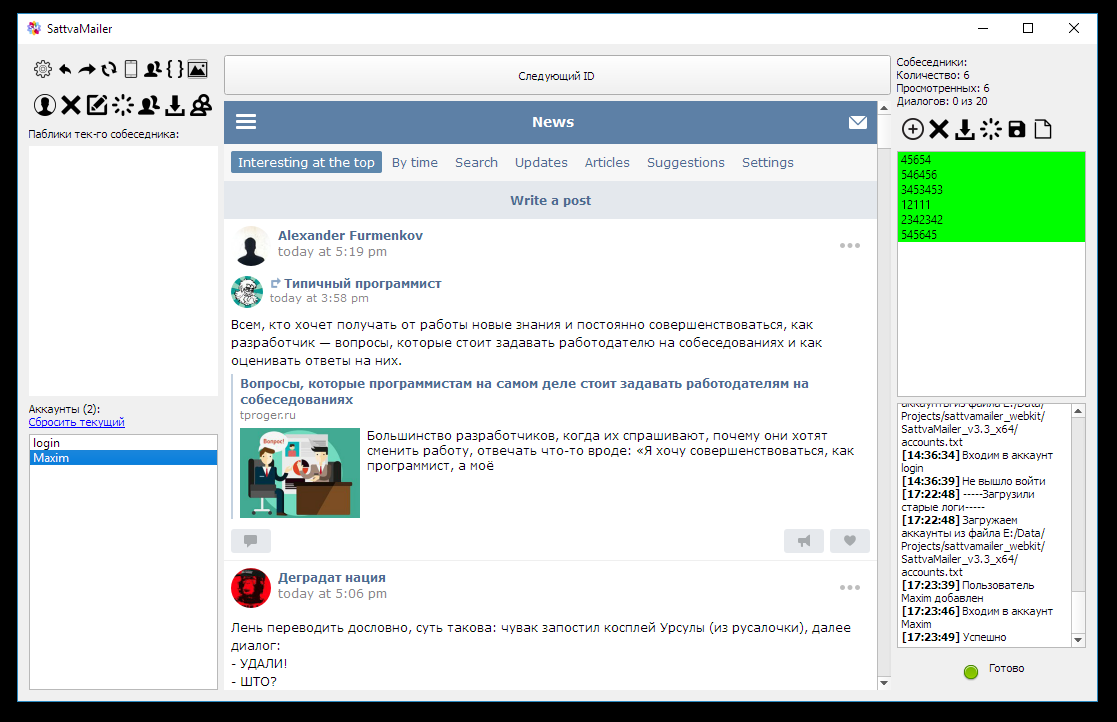 SattvaMailer
Паблики тек-го собеседника:
Аккаунты (2):
Сбросить текущий
login
Maxim
Следующий ID
News
Interesting at the top
By time
Search
Updates
Articles
Suggestions
Settings
Write a post
Alexander Furmenkov
today at 5:19 pm
Типичный программист
today at 3:58 pm
Всем, кто хочет получать от работы новые знания и постоянно совершенствоваться, как
разработчик — вопросы, которые стоит задавать работодателю на собеседованиях и как
оценивать ответы на них.
Вопросы, которые программистам на самом деле стоит задавать работодателям на
собеседованиях
tproger.ru
Вопрос!
Большинство разработчиков, когда их спрашивают, почему они хотят
сменить работу, отвечать что-то вроде: «Я хочу совершенствоваться, как
программист, а моё
Деградат нация
today at 5:06 pm
Лень переводить дословно, суть такова: чувак запостил косплей Урсулы (из русалочки), далее
диалог:
- УДАЛИ!
- ШТО?
Собеседники:
Количество: 6
Просмотренных: 6
Диалогов: 0 из 20
45654
546456
3453453
12111
2342342
545645
аккаунты из файла E:/Data/
Projects/sattvamailer_webkit/
SattvaMailer_v3.3_x64/
accounts.txt
[14:36:34] Входим в аккаунт
login
[14:36:39] Не вышло войти
[17:22:48] -----Загрузили
старые логи-----
[17:22:48] Загружаем
аккаунты из файла E:/Data/
Projects/sattvamailer_webkit/
SattvaMailer_v3.3_x64/
accounts.txt
[17:23:39] Пользователь
Maxim добавлен
[17:23:46] Входим в аккаунт
Maxim
[17:23:49] Успешно
Готово